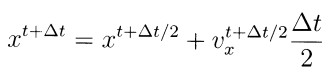 $x^{t+\Delta t} = x^{t+\Delta t/2} + v_x^{t+\Delta t/2} \frac{\Delta t}{2}$